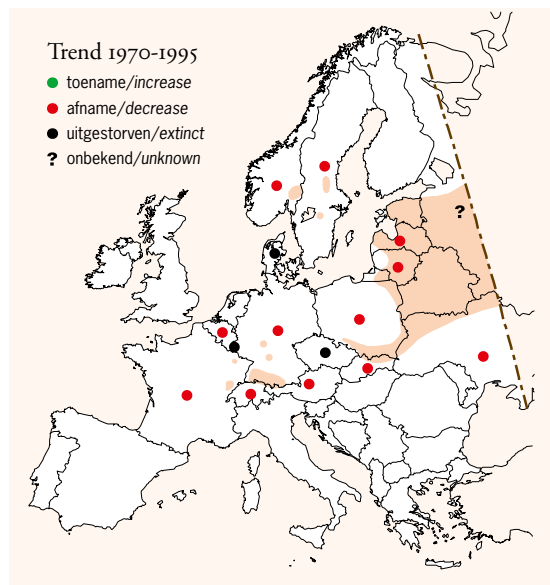 Trend 1970-1995
toename/increase
afname/decrease
uitgestorven/extinct
? onbekend/unknown
?